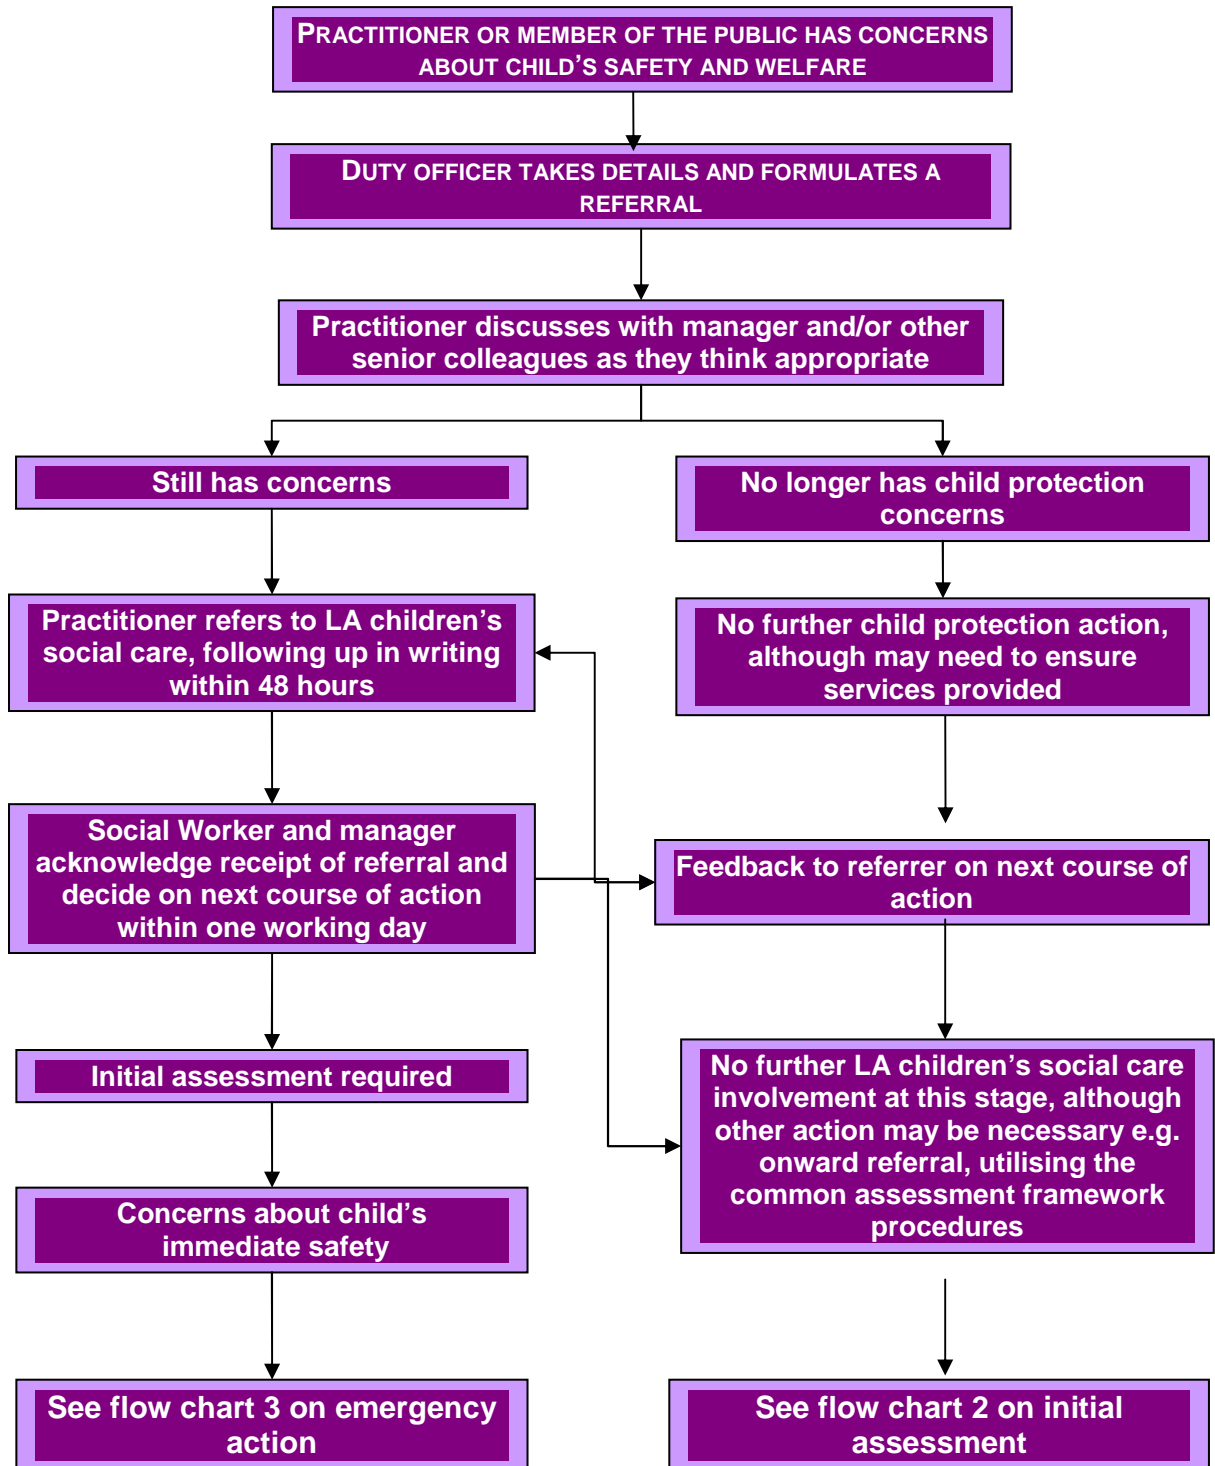 PRACTITIONER OR MEMBER OF THE PUBLIC HAS CONCERNS
ABOUT CHILD'S SAFETY AND WELFARE
DUTY OFFICER TAKES DETAILS AND FORMULATES A
REFERRAL
Practitioner discusses with manager and/or other
senior colleagues as they think appropriate
Still has concerns
No longer has child protection
concerns
Practitioner refers to LA children's
social care, following up in writing
within 48 hours
No further child protection action,
although may need to ensure
services provided
Social Worker and manager
acknowledge receipt of referral and
decide on next course of action
within one working day
Feedback to referrer on next course of
action
Initial assessment required
No further LA children's social care
involvement at this stage, although
other action may be necessary e.g.
onward referral, utilising the
common assessment framework
procedures
Concerns about child's
immediate safety
See flow chart 3 on emergency
action
See flow chart 2 on initial
assessment